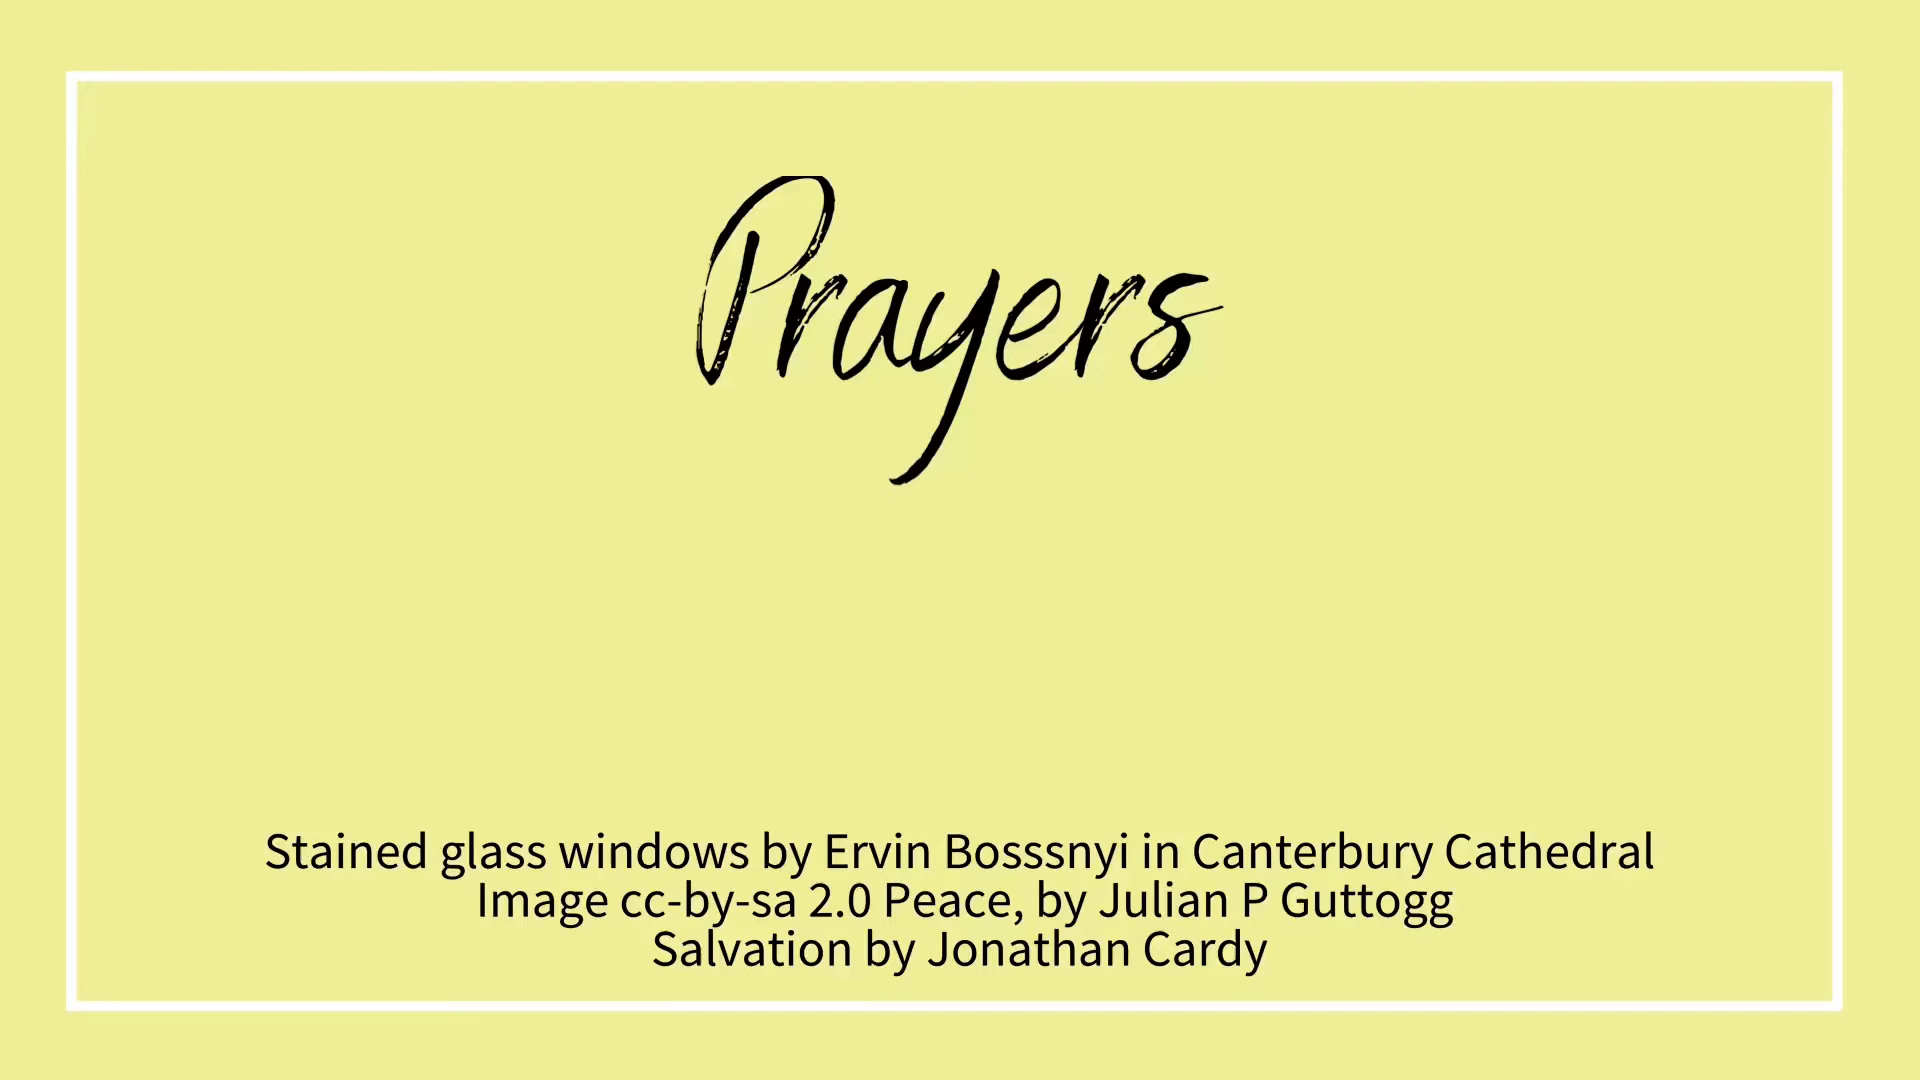 Prayers
Stained glass windows by Ervin Bosssnyi in Canterbury Cathedral
Image cc-by-sa 2.0 Peace, by Julian P Guttogg
Salvation by Jonathan Cardy